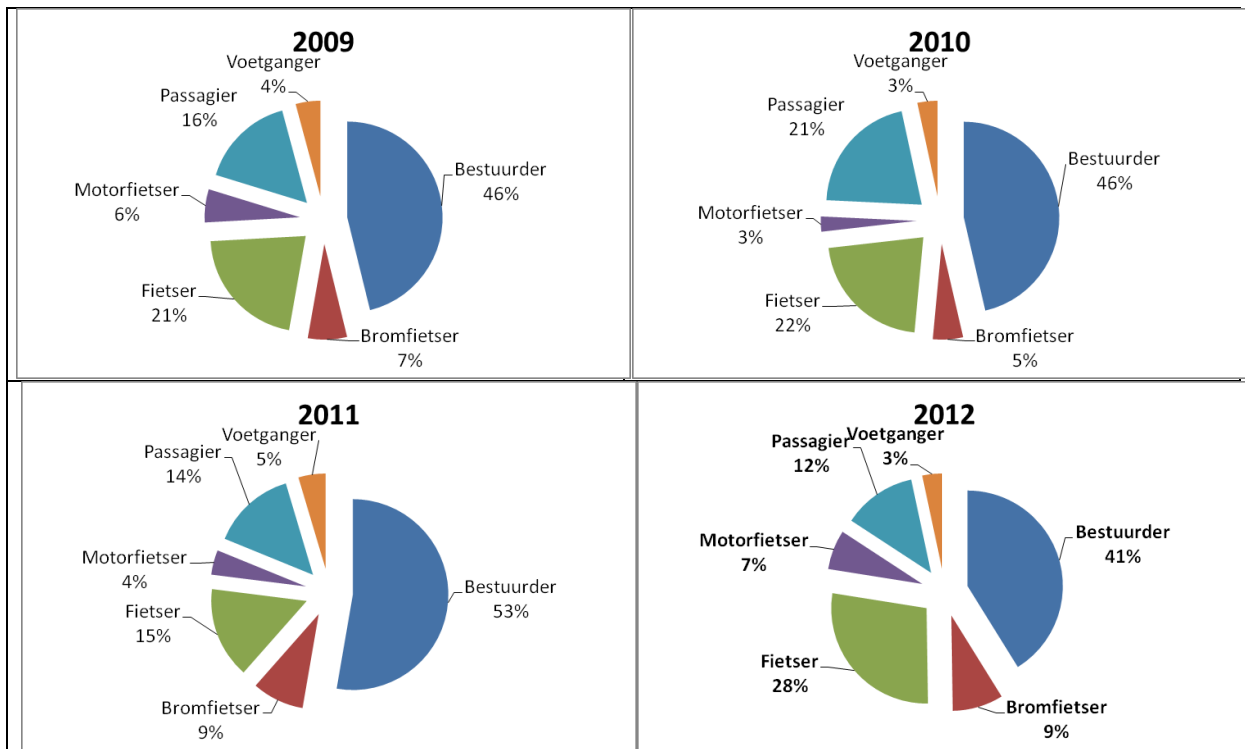 2009
Voetganger
4%
Passagier
16%
Motorfietser
6%
Fietser
21%
Bestuurder
46%
Bromfietser
7%
2010
Voetganger
3%
Passagier
21%
Motorfietser
3%
Fietser
22%
Bestuurder
46%
Bromfietser
5%
2011
Voetganger
5%
Passagier
14%
Motorfietser
4%
Fietser
15%
Bestuurder
53%
Bromfietser
9%
2012
Voetganger
3%
Passagier
12%
Motorfietser
7%
Fietser
28%
Bestuurder
41%
Bromfietser
9%